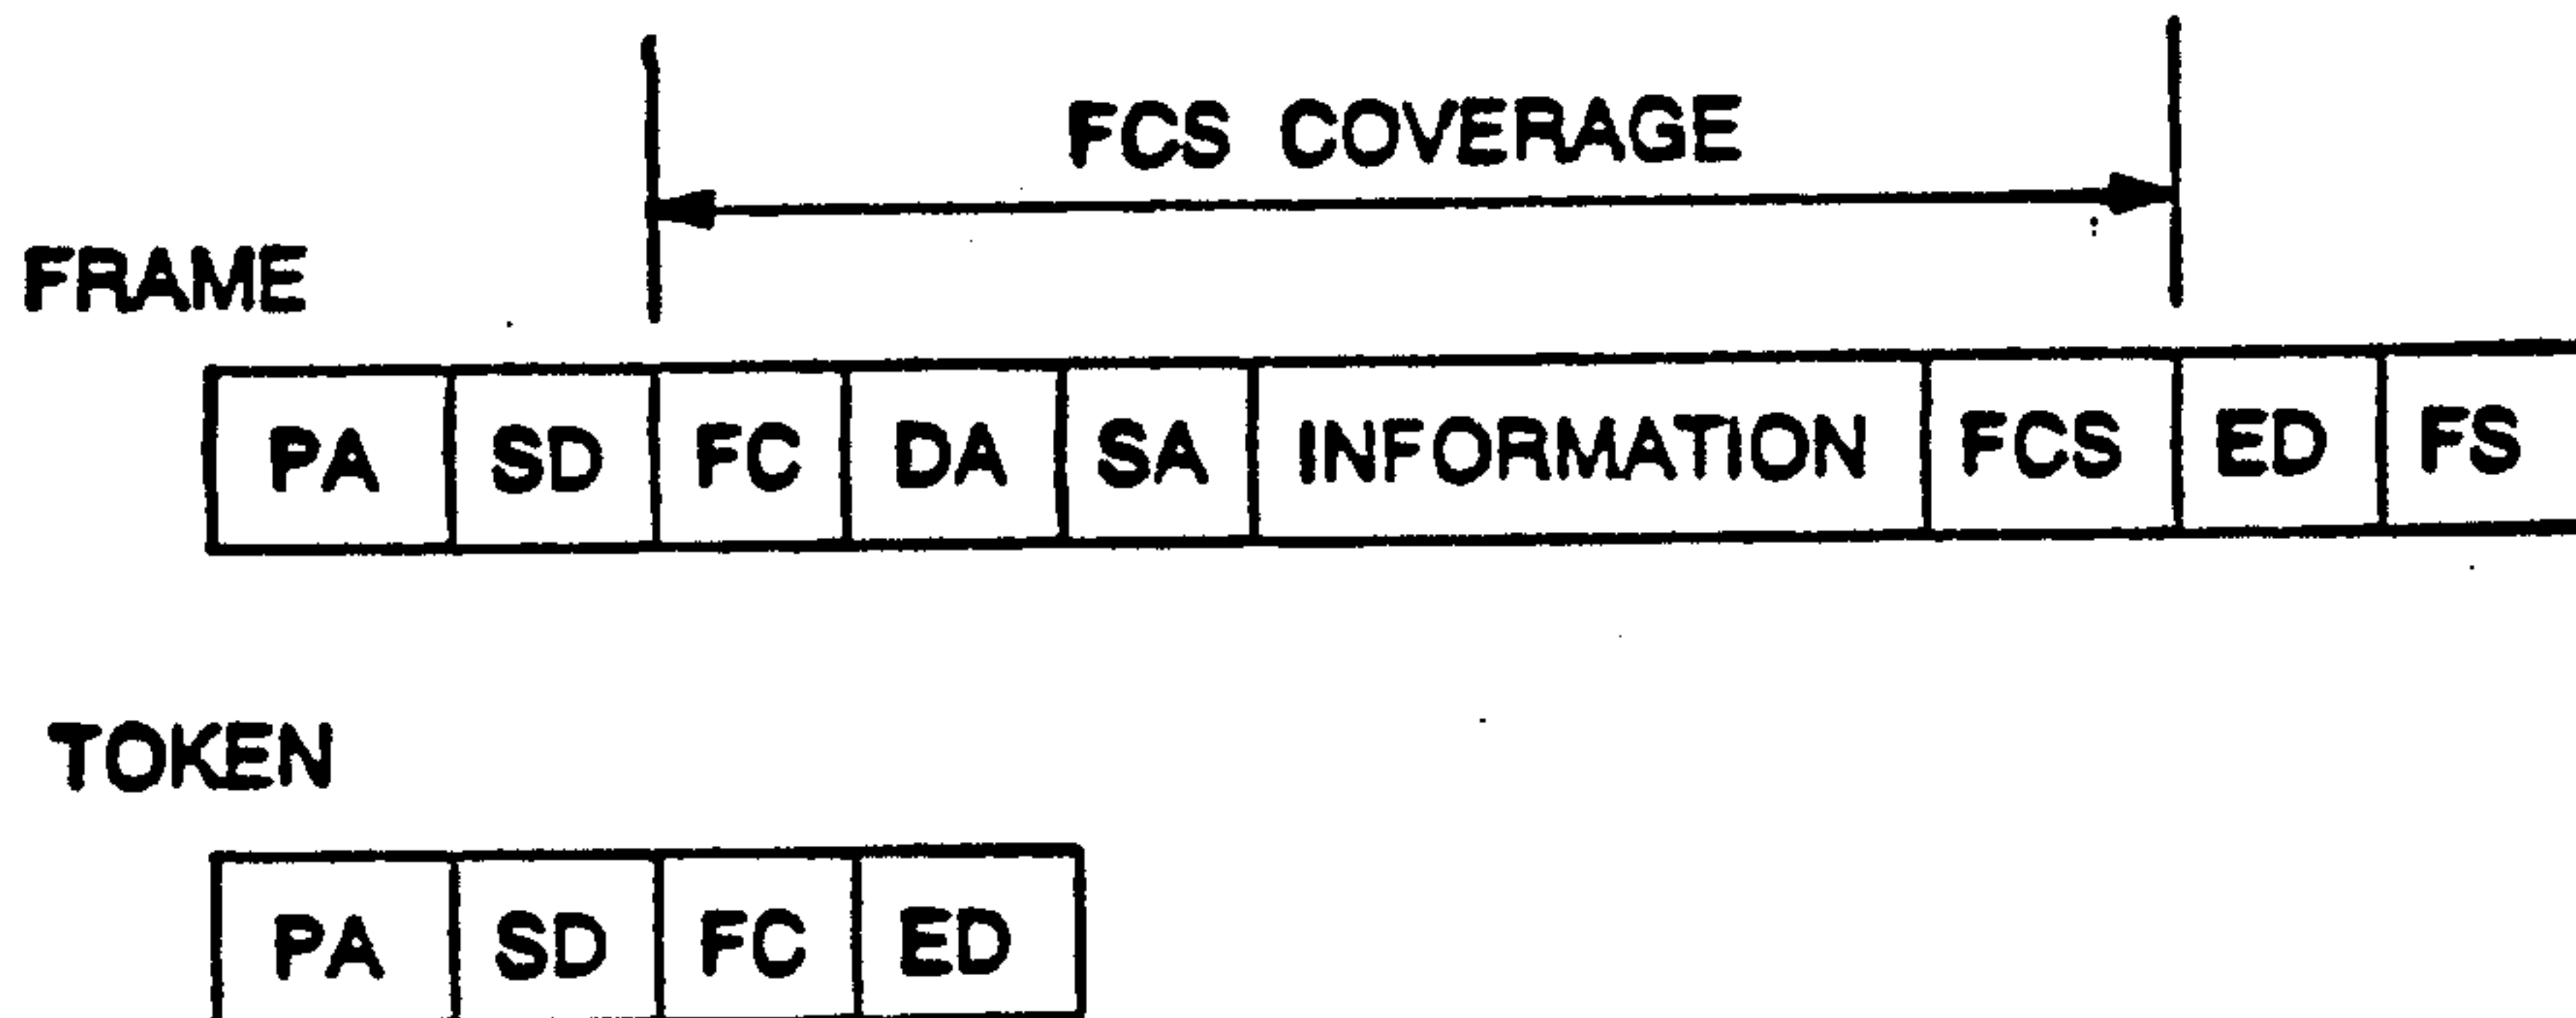 FCS COVERAGE
FRAME
PA SD FC DA SA INFORMATION FCS ED FS
TOKEN
PA SD FC ED